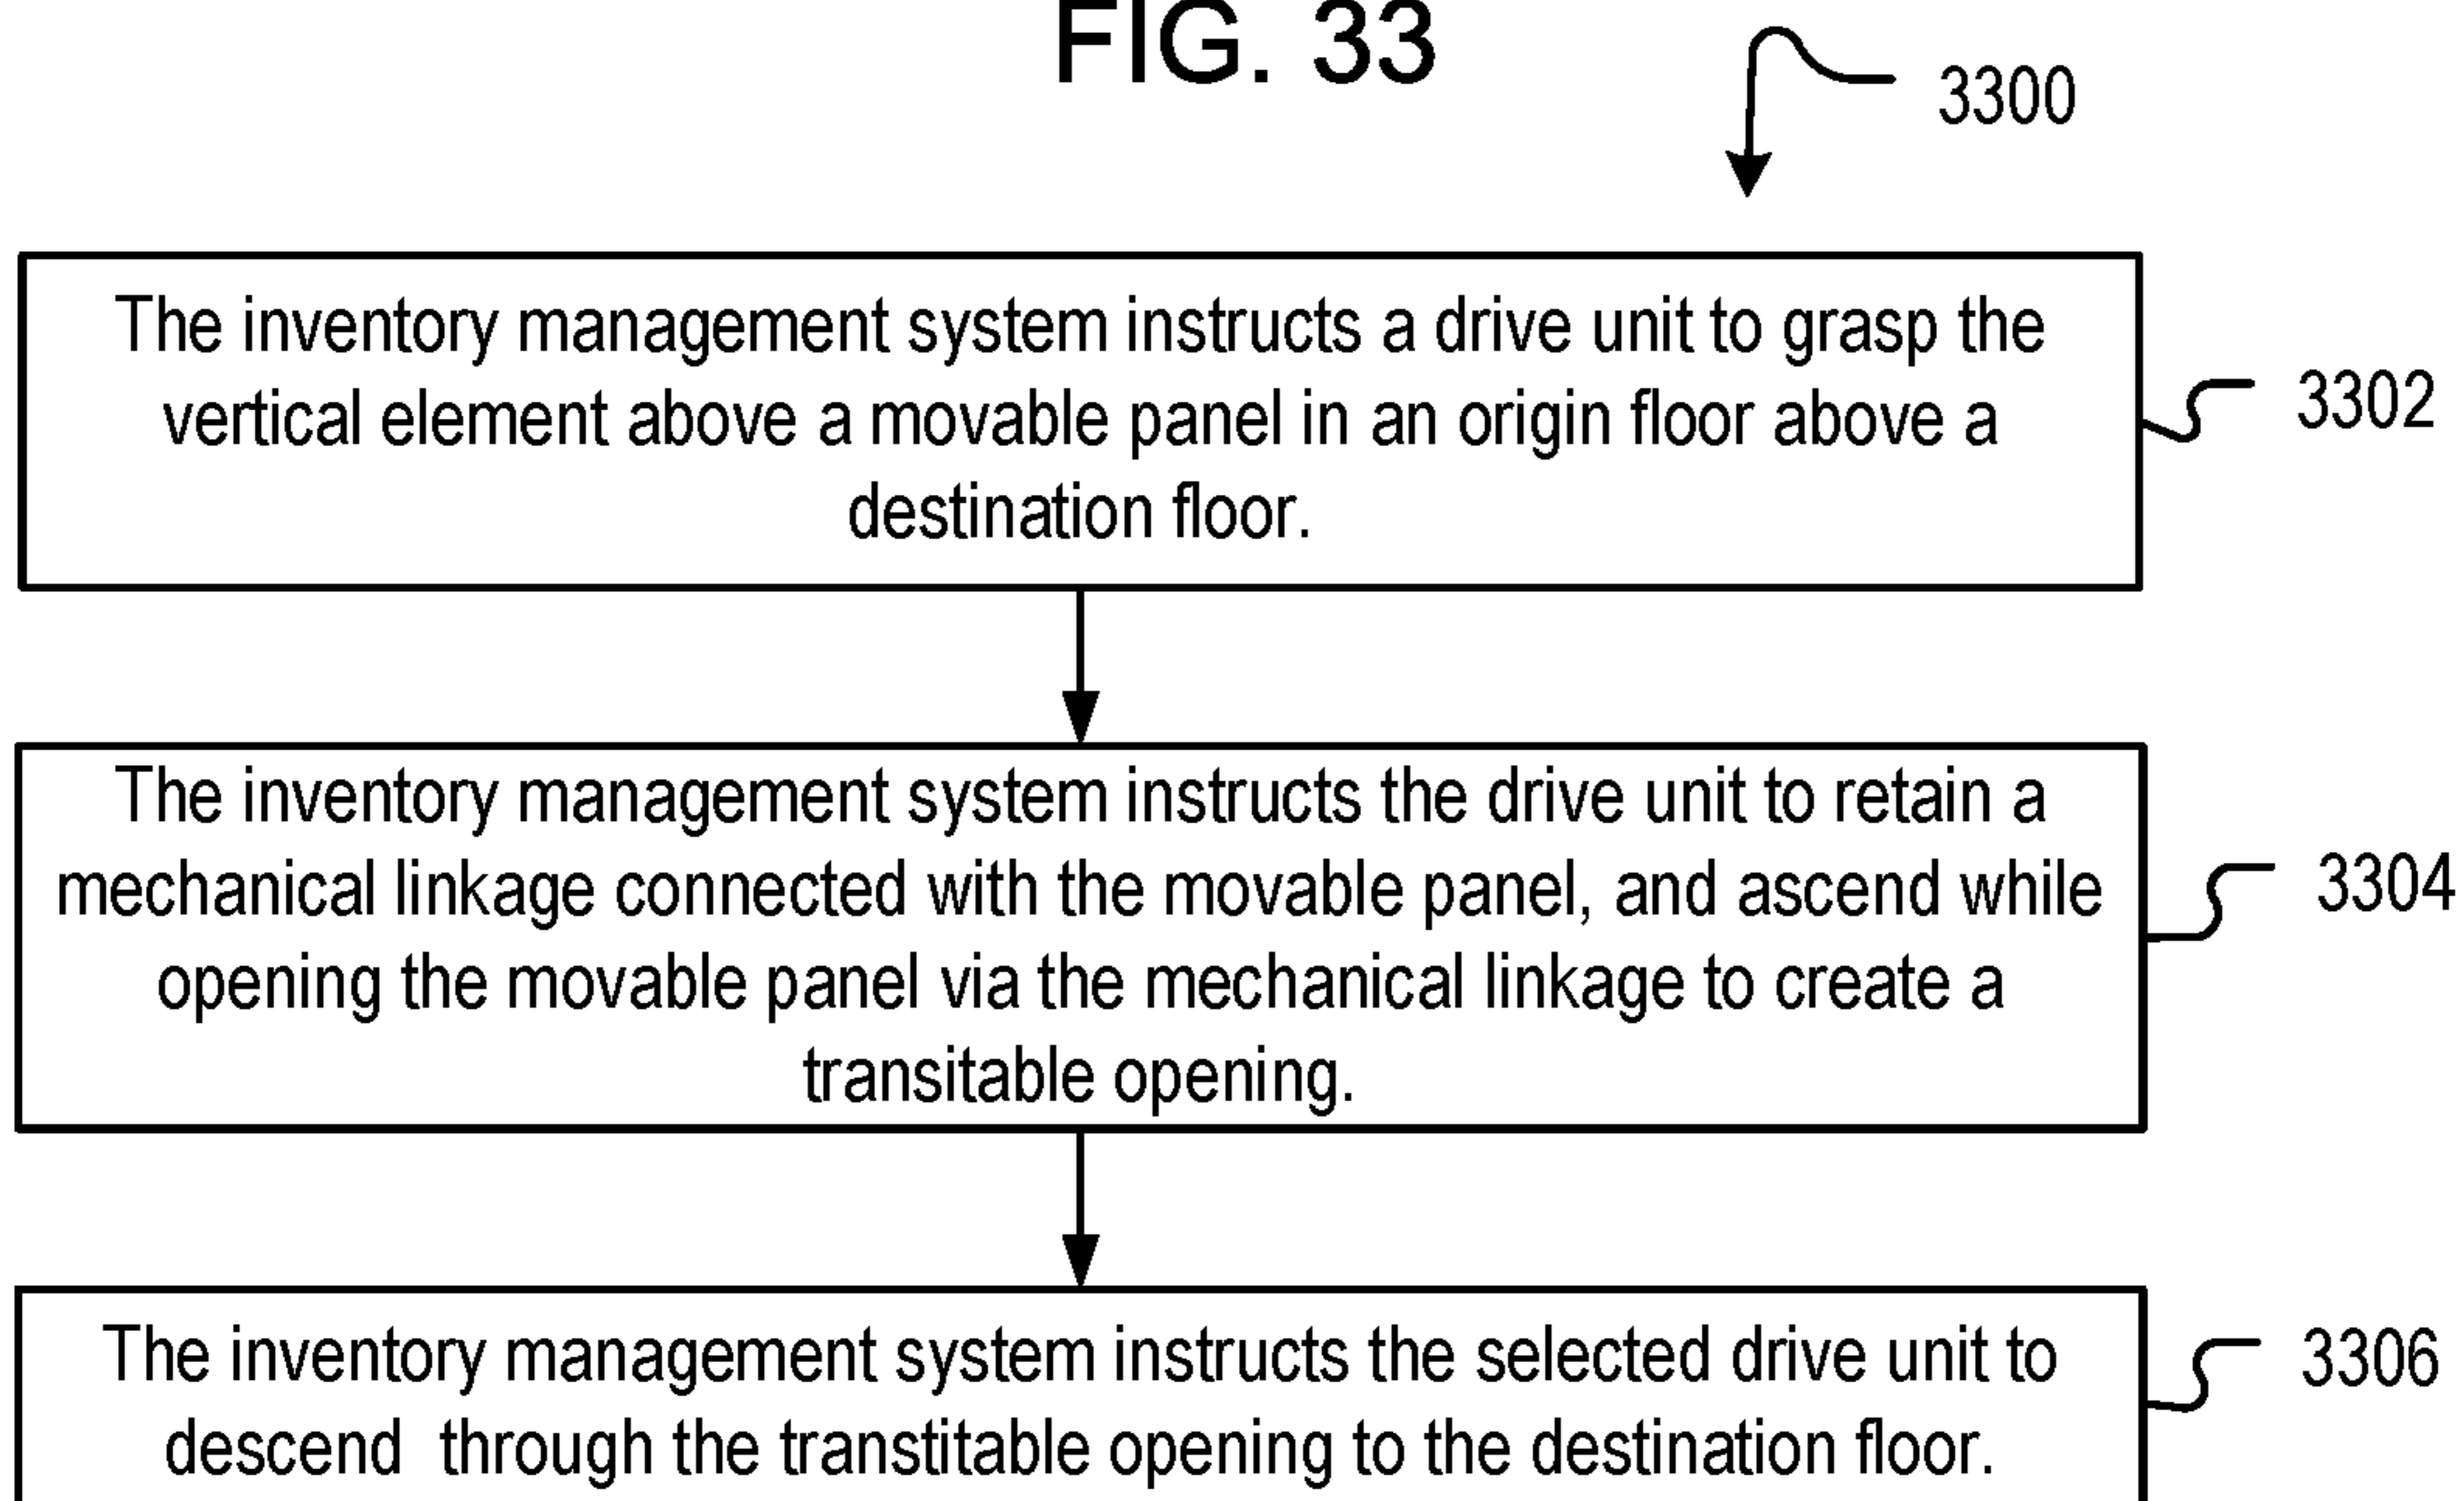 FIG. 33
3300
The inventory management system instructs a drive unit to grasp the
vertical element above a movable panel in an origin floor above a
destination floor.
3302
The inventory management system instructs the drive unit to retain a
mechanical linkage connected with the movable panel, and ascend while
opening the movable panel via the mechanical linkage to create a
transitable opening.
3304
The inventory management system instructs the selected drive unit to
descend  through the transtitable opening to the destination floor.
3306